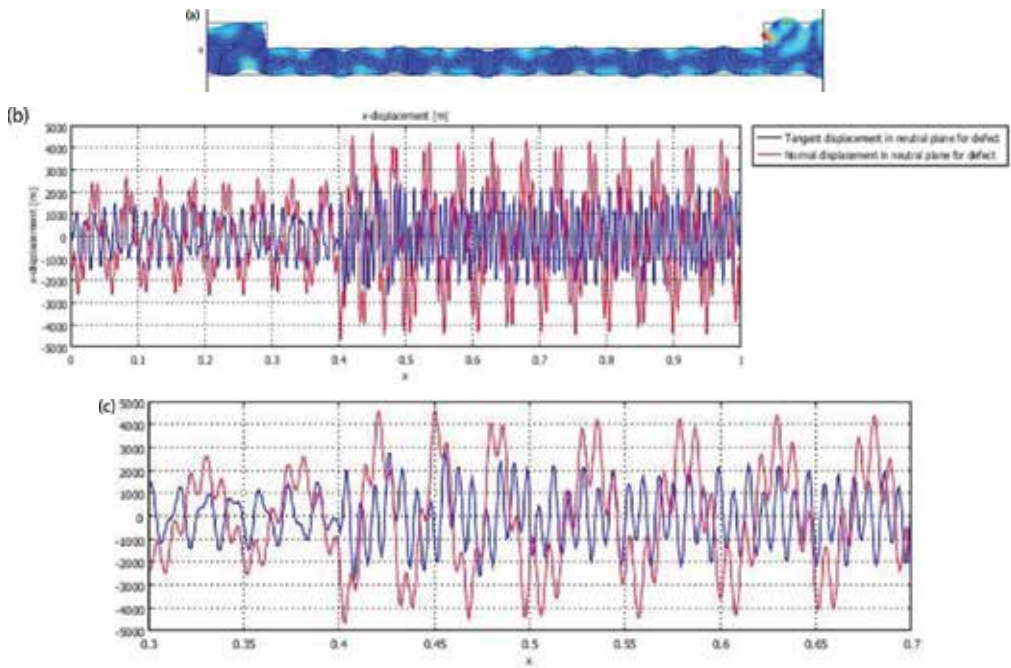 (a)
0
(b)
x-displacement [m]
x-displacement [m]
Tangent displacement in neutral plane for defect
Normal displacement in neutral plane for defect
5000
4000
3000
2000
1000
0
-1000
-2000
-3000
-4000
-5000
0 0.1 0.2 0.3 0.4 0.5 0.6 0.7 0.8 0.9 1
x
(c)
5000
4000
3000
2000
1000
0
-1000
-2000
-3000
-4000
-5000
0.3 0.35 0.4 0.45 0.5 0.55 0.6 0.65 0.7
x